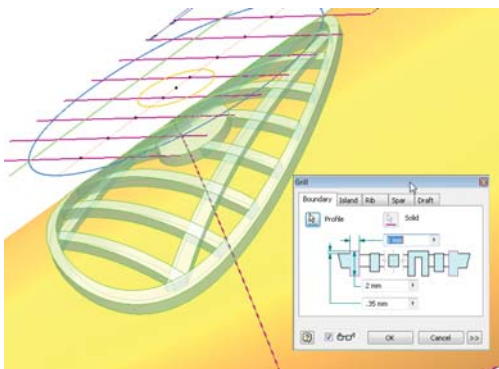 Grill
Boundary Island Rib Spar Draft
Profile Solid
2 mm
.35 mm
OK Cancel >>